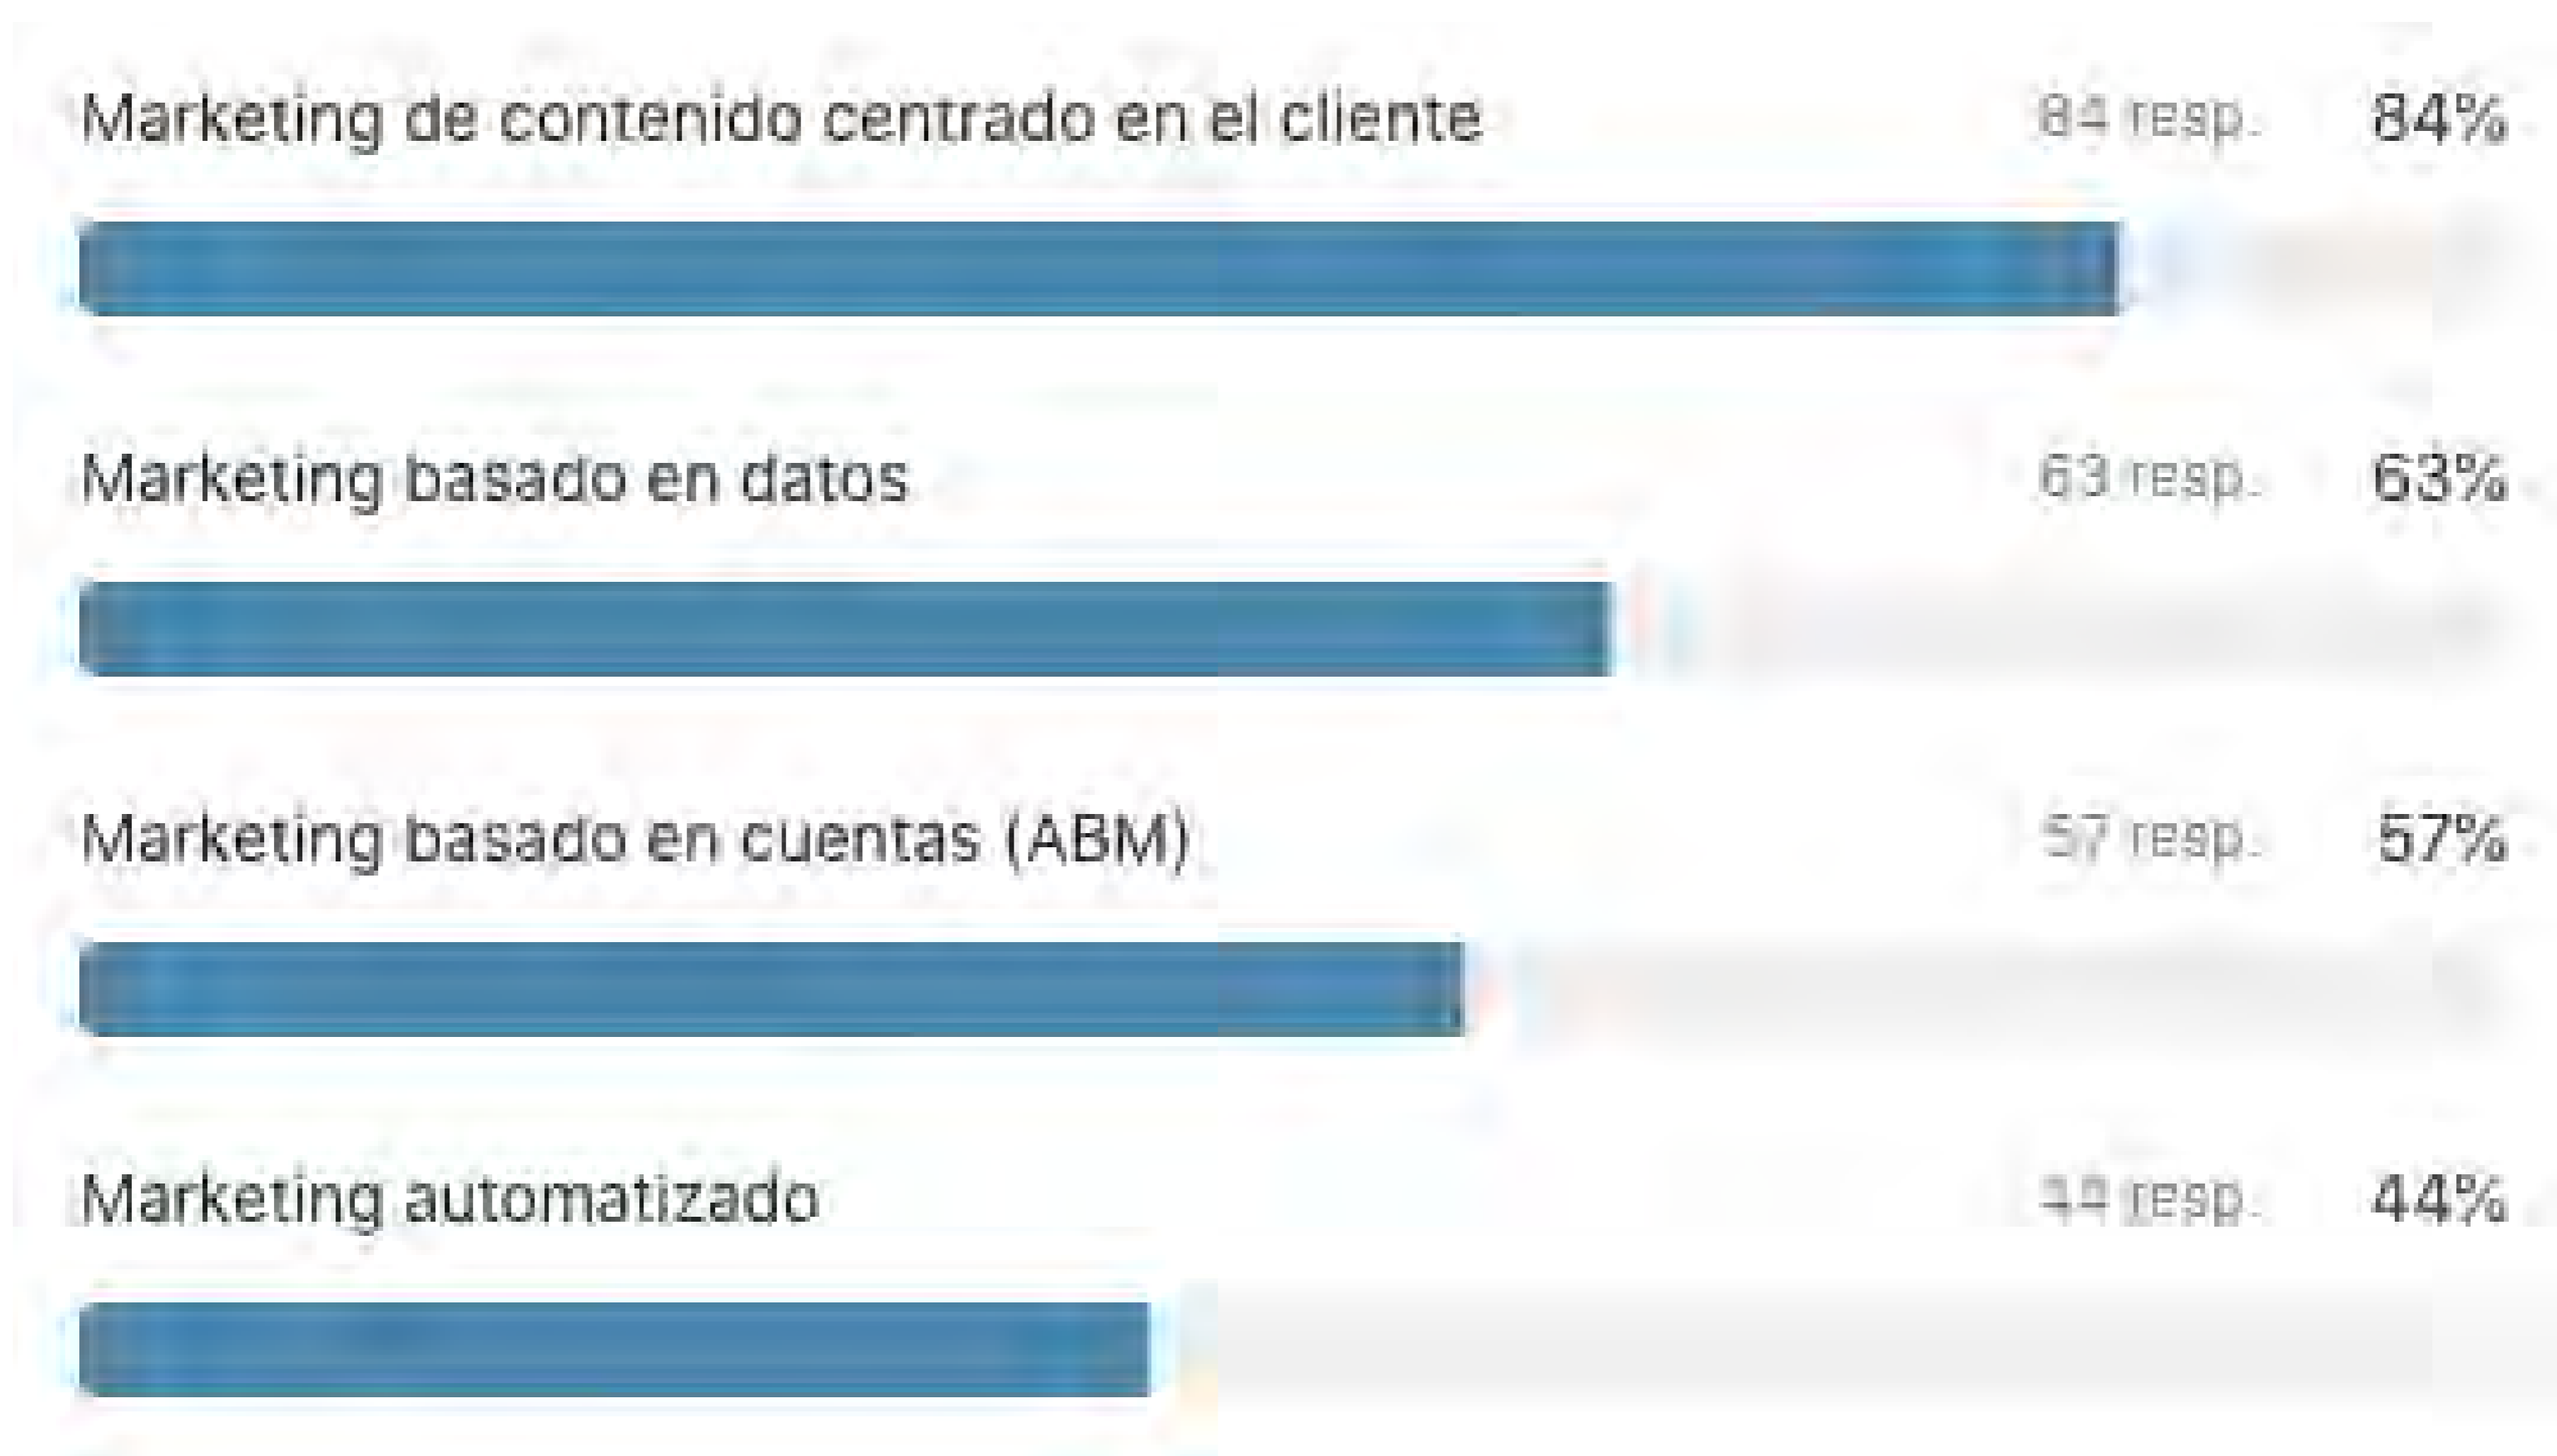 Marketing de contenido centrado en el cliente 84 resp. 84%
Marketing basado en datos 63 resp. 63%
Marketing basado en cuentas (ABM) 57 resp. 57%
Marketing automatizado 44 resp. 44%